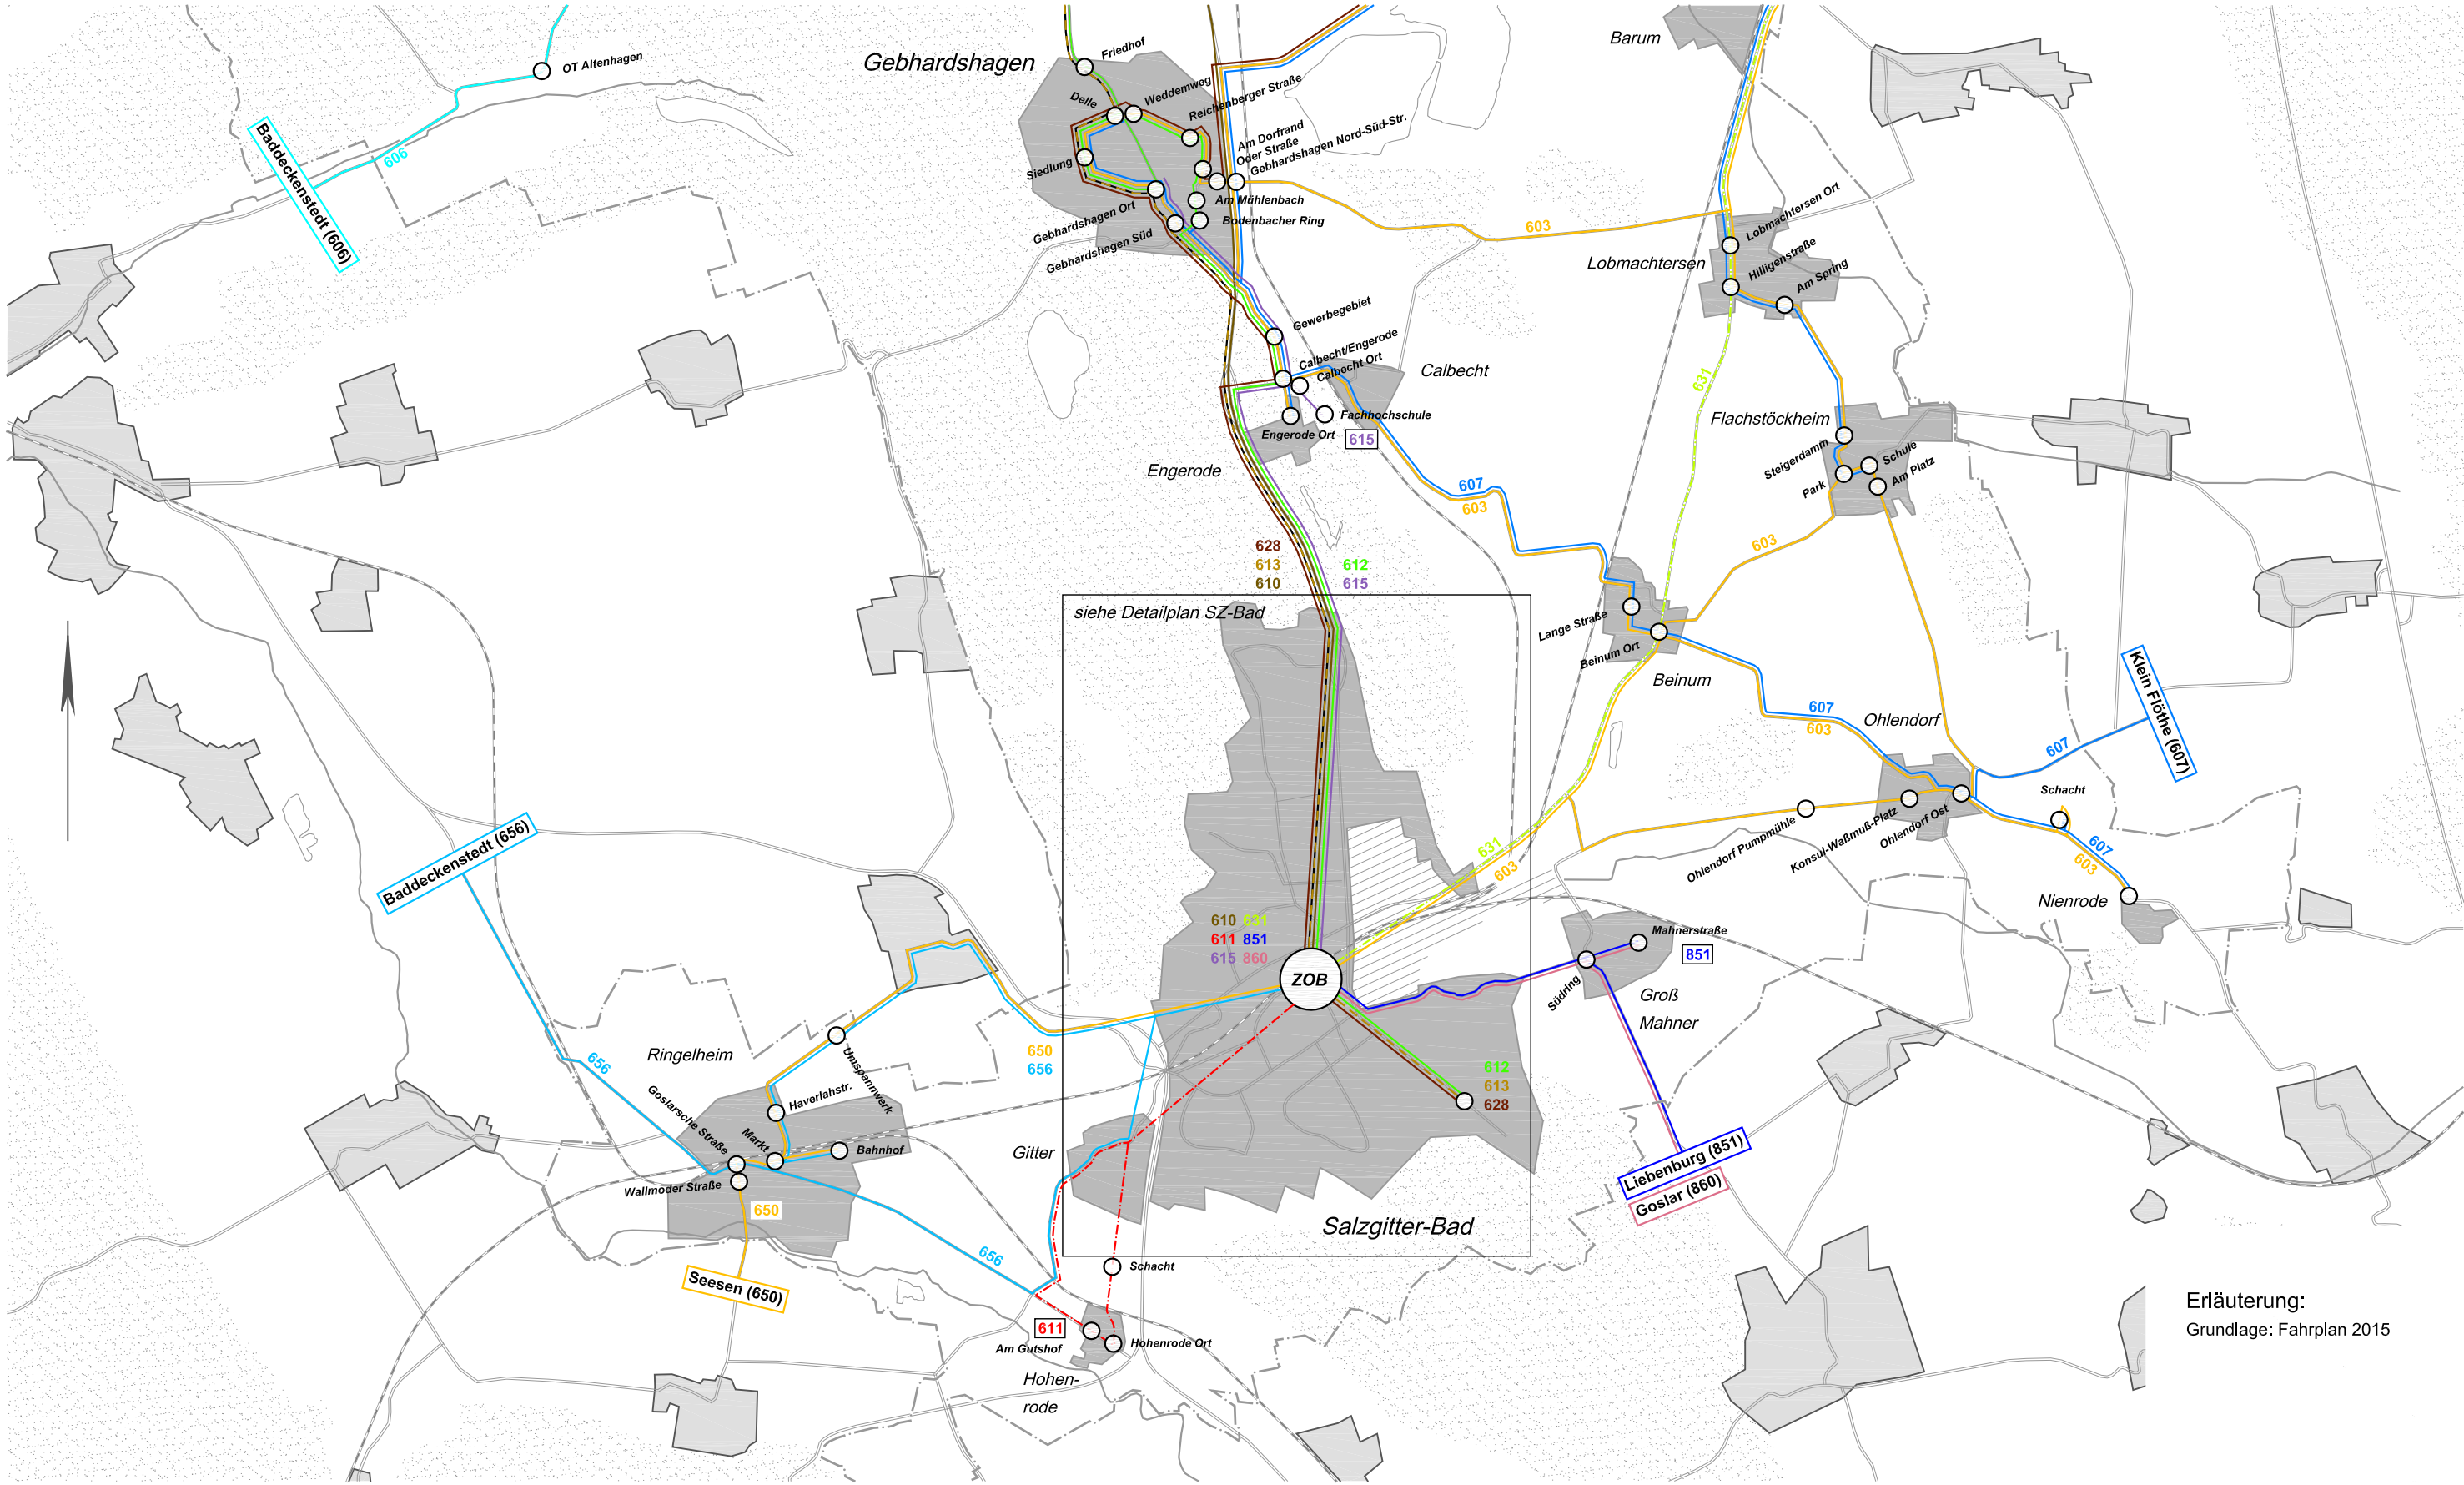 Barum
Friedhof
Gebhardshagen
OT Altenhagen
Weddemweg
Delle
Reichenberger Straße
Am Dorfrand
Oder Straße
Gebhardshagen Nord-Süd-Str.
Baddeckenstedt (606)
606
Siedlung
Am Mühlenbach
Bodenbacher Ring
Gebhardshagen Ort
Gebhardshagen Süd
603
Lobmachtersen Ort
Lobmachtersen
Hilligenstraße
Am Spring
Gewerbegebiet
Calbecht/Engerode
Calbecht Ort
Calbecht
631
Fachhochschule
615
Engerode Ort
Engerode
Flachstöckheim
Steigerdamm
Schule
Park
Am Platz
607
603
603
628
613
610
612
615
siehe Detailplan SZ-Bad
Lange Straße
Beinum Ort
Beinum
607
603
Ohlendorf
607
Klein Flöthe (607)
Schacht
Ohlendorf Pumpmühle
Konsul-Waßmuß-Platz
Ohlendorf Ost
607
603
Nienrode
Baddeckenstedt (656)
631
603
610 631
611 851
615 860
ZOB
Mahnerstraße
851
Südring
Groß
Mahner
650
656
Ringelheim
656
Umspannwerk
Haverlahstr.
Goslarsche Straße
Markt
Bahnhof
Wallmoder Straße
650
Seesen (650)
656
Gitter
612
613
628
Liebenburg (851)
Goslar (860)
Salzgitter-Bad
Schacht
611
Am Gutshof
Hohenrode Ort
Hohen-
rode
Erläuterung:
Grundlage: Fahrplan 2015